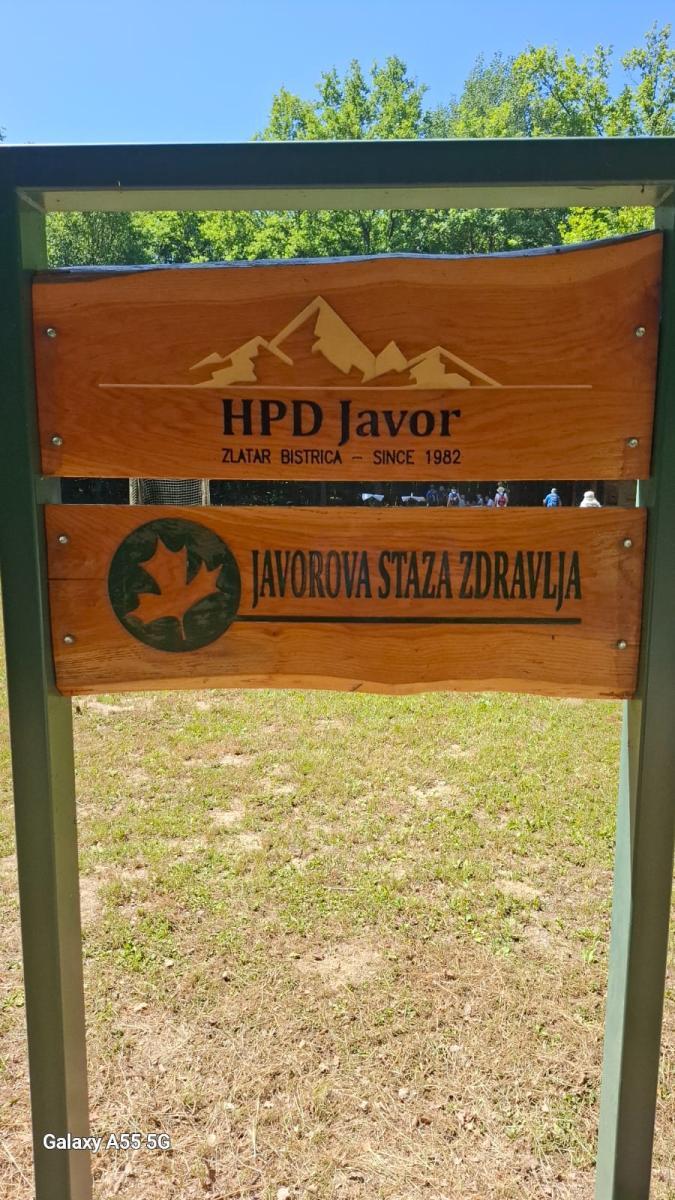 HPD Javor
ZLATAR BISTRICA – SINCE 1982
JAVOROVA STAZA ZDRAVLJA
Galaxy A55 5G